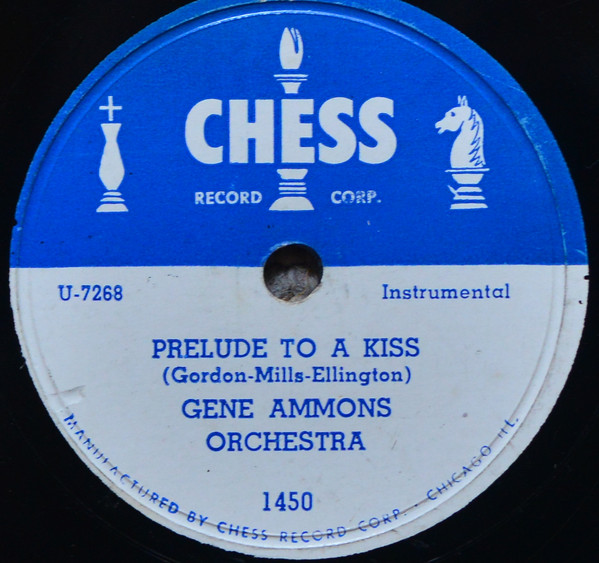 CHESS
RECORD CORP.
U-7268 Instrumental
PRELUDE TO A KISS
(Gordon-Mills-Ellington)
GENE AMMONS
ORCHESTRA
1450
MANUFACTURED BY CHESS RECORD CORP. - CHICAGO ILL.